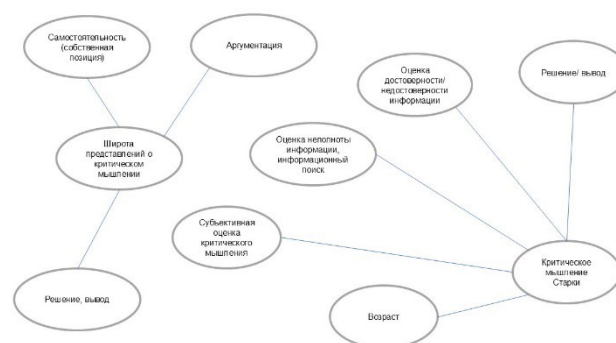 Самостоятельность
(собственная
позиция)
Аргументация
Оценка
достоверности/
недостоверности
информации
Решение/ вывод
Широта
представлений о
критическом
мышлении
Оценка неполноты
информации,
информационный
поиск
Субъективная
оценка
критического
мышления
Критическое
мышление
Старки
Решение, вывод
Возраст